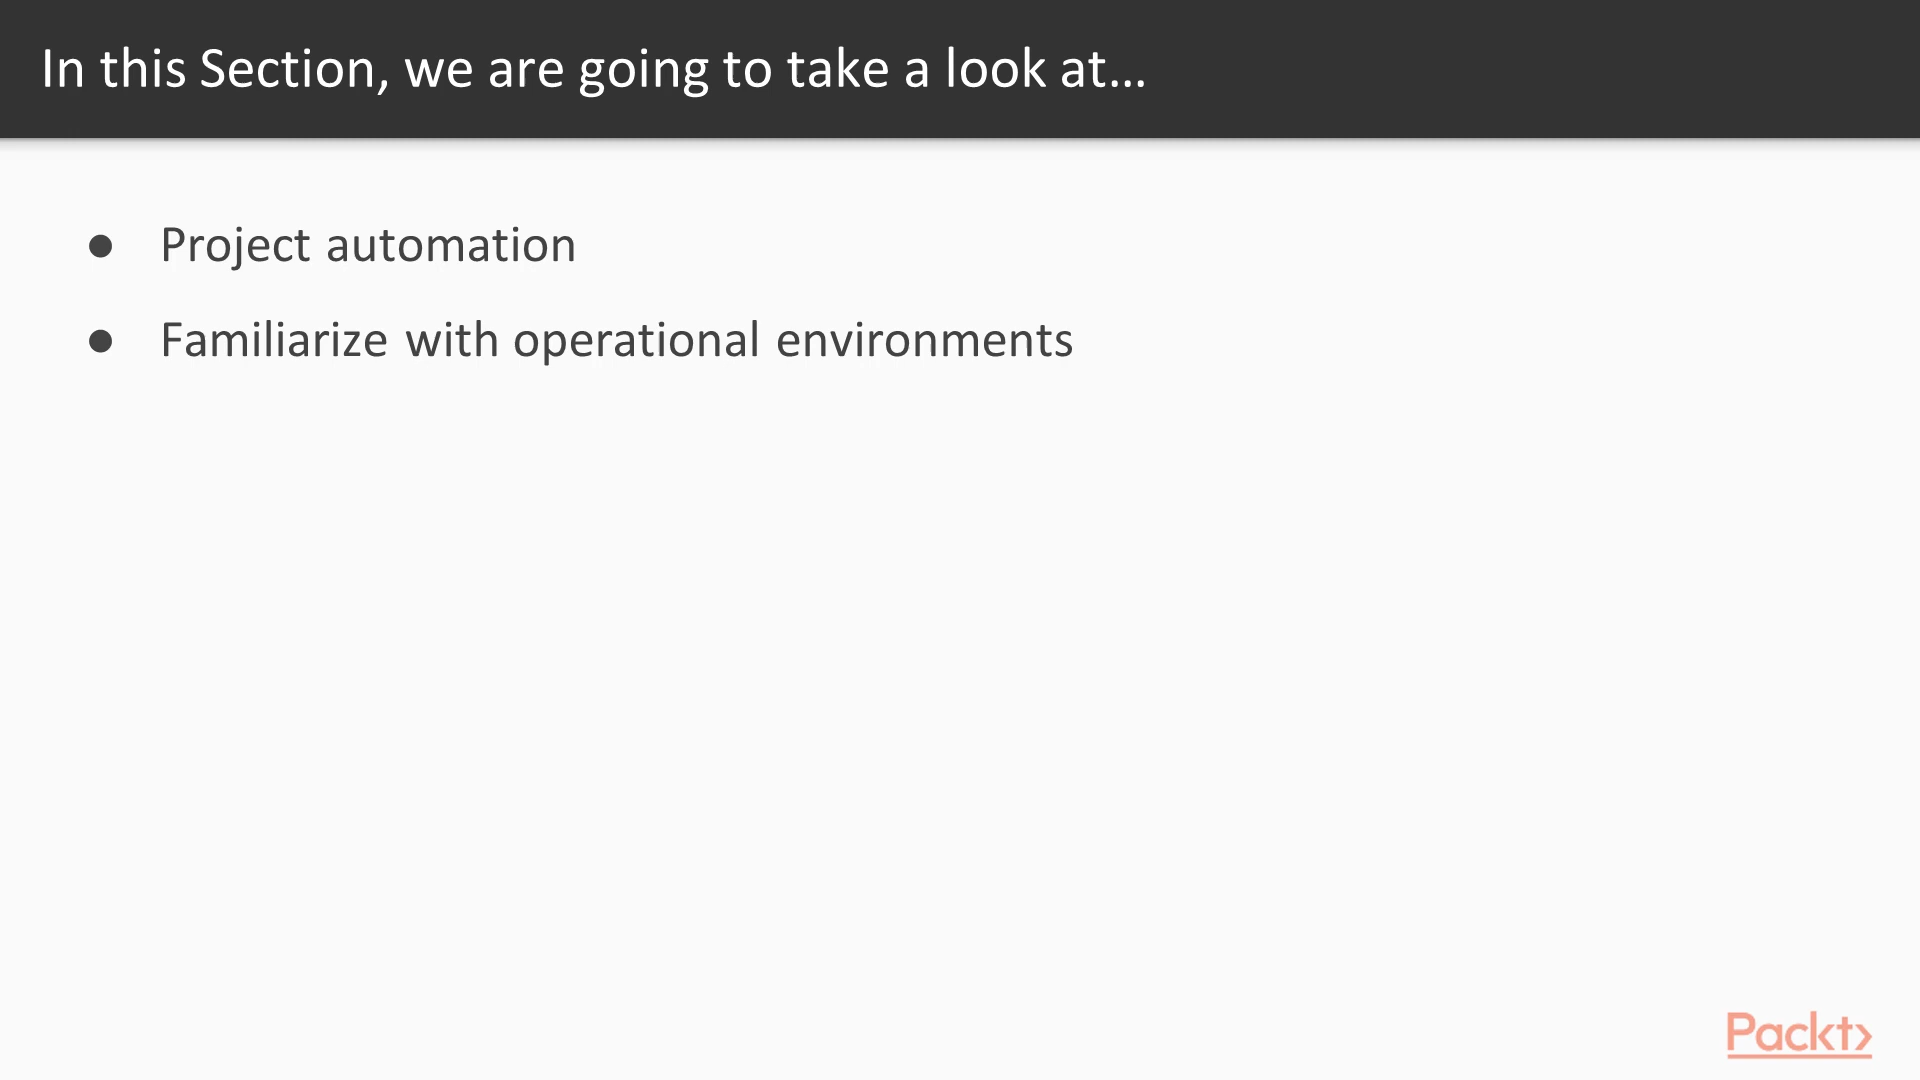 In this Section, we are going to take a look at...
● Project automation
● Familiarize with operational environments
Packt>